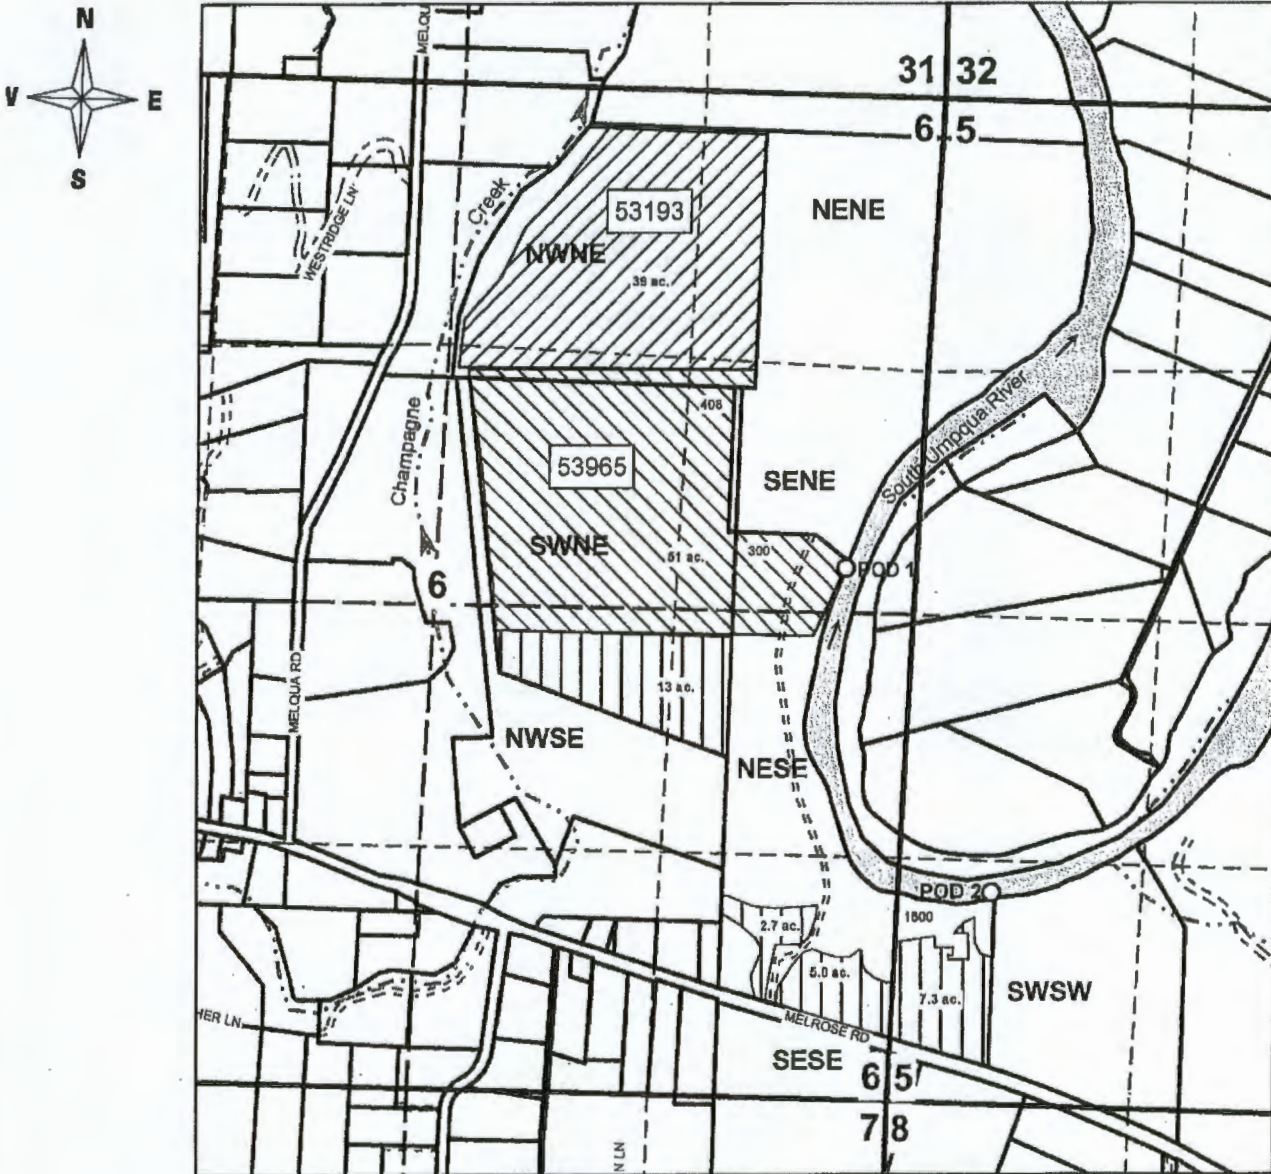 N
E
S
MELQU
31 32
6 5
WESTRIDGE LN
Creek
53193
NENE
NWNE
39 ac.
Champagne
408
53965
South Umpqua River
SENE
SWNE
51 ac.
300
POD 1
6
MELQUA RD
13 ac.
NWSE
NESE
POD 2
2.7 ac.
1600
5.0 ac.
7.3 ac.
SWSW
HER LN
MELROSE RD
SESE
6 5
7 8
N LN